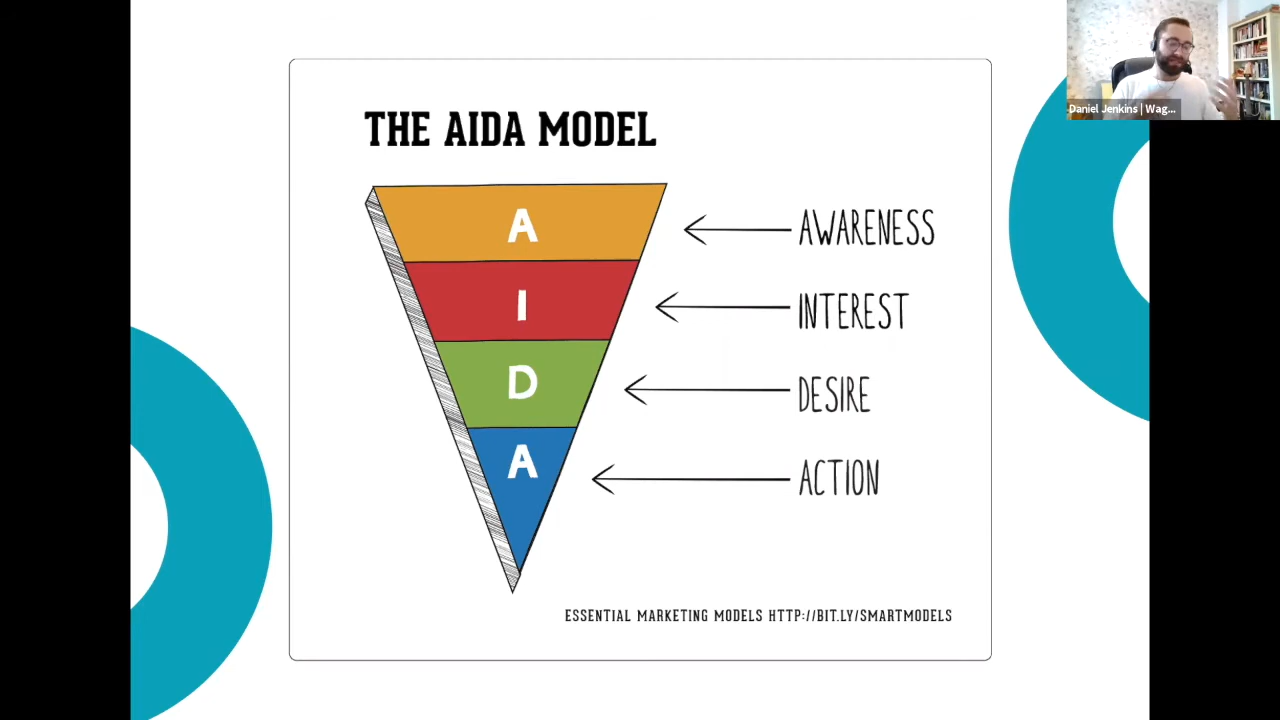 Daniel Jenkins | Wag...
THE AIDA MODEL
A
AWARENESS
I
INTEREST
D
DESIRE
A
ACTION
ESSENTIAL MARKETING MODELS HTTP://BIT.LY/SMARTMODELS